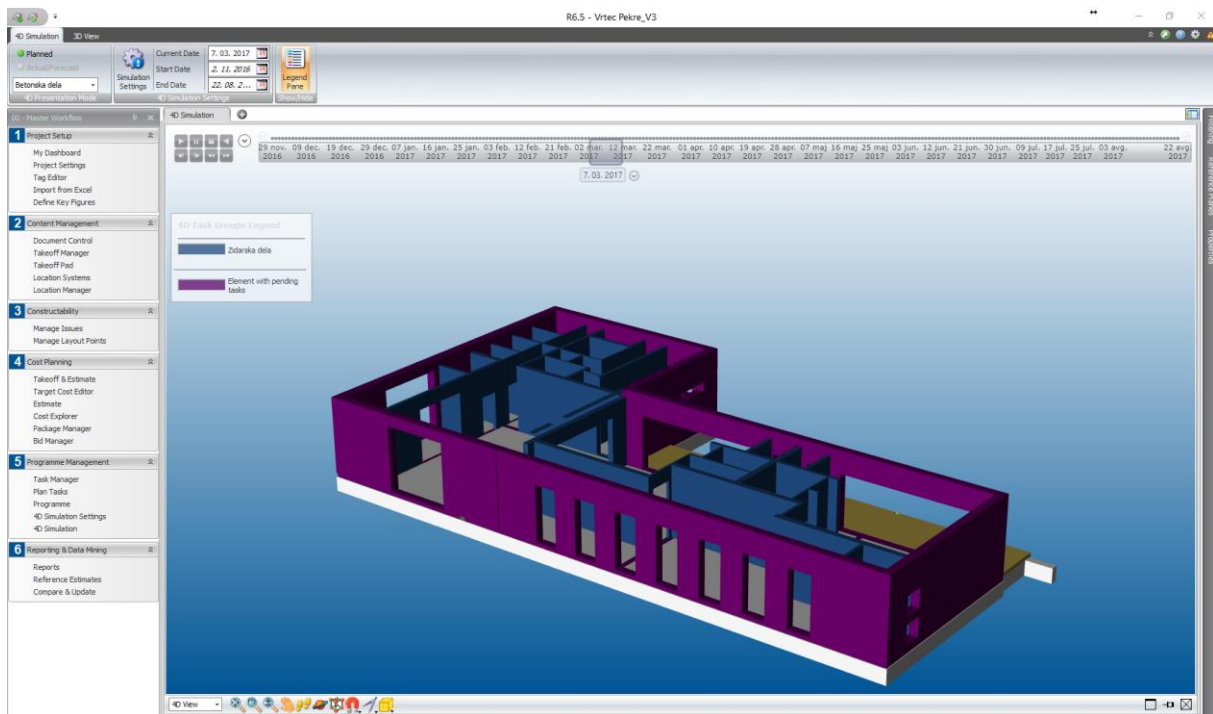 R6.5 - Vrtec Pekre_V3
4D Simulation 3D View
Planned
Actual/Forecast
Betonska dela
4D Presentation Mode
Simulation
Settings
Current Date 7. 03. 2017
Start Date 2. 11. 2016
End Date 22. 08. 2...
4D Simulation Settings
Legend
Pane
Show/Hide
00 - Master Workflow
1 Project Setup
My Dashboard
Project Settings
Tag Editor
Import from Excel
Define Key Figures
2 Content Management
Document Control
Takeoff Manager
Takeoff Pad
Location Systems
Location Manager
3 Constructability
Manage Issues
Manage Layout Points
4 Cost Planning
Takeoff & Estimate
Target Cost Editor
Estimate
Cost Explorer
Package Manager
Bid Manager
5 Programme Management
Task Manager
Plan Tasks
Programme
4D Simulation Settings
4D Simulation
6 Reporting & Data Mining
Reports
Reference Estimates
Compare & Update
4D Simulation
29 nov. 09 dec. 19 dec. 29 dec. 07 jan. 16 jan. 25 jan. 03 feb. 12 feb. 21 feb. 02 mar. 12 mar. 22 mar. 01 apr. 10 apr. 19 apr. 28 apr. 07 maj 16 maj 25 maj 03 jun. 12 jun. 21 jun. 30 jun. 09 jul. 17 jul. 25 jul. 03 avg. 22 avg.
2016 2016 2016 2016 2017 2017 2017 2017 2017 2017 2017 2017 2017 2017 2017 2017 2017 2017 2017 2017 2017 2017 2017 2017 2017 2017 2017 2017 2017
7. 03. 2017
4D Task Groups Legend
Zidarska dela
Element with pending
tasks
4D View
Filtering
Reference Planes
Properties